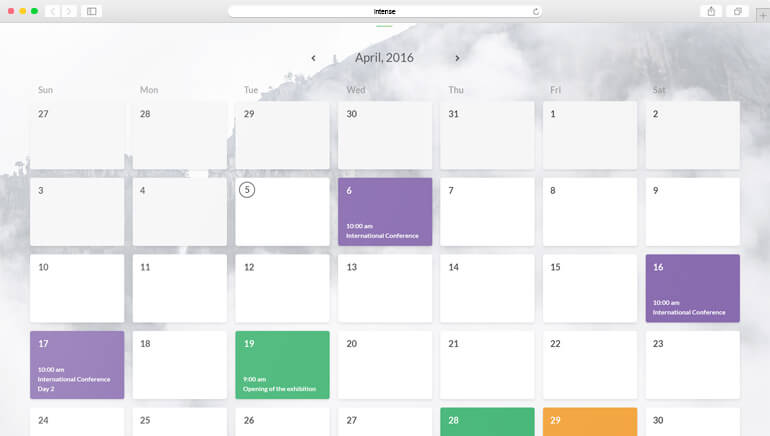 intense
April, 2016
Sun Mon Tue Wed Thu Fri Sat
27 28 29 30 31 1 2
3 4 5 6 7 8 9
10:00 am
International Conference
10 11 12 13 14 15 16
10:00 am
International Conference
17 18 19 20 21 22 23
10:00 am
International Conference
Day 2
9:00 am
Opening of the exhibition
24 25 26 27 28 29 30